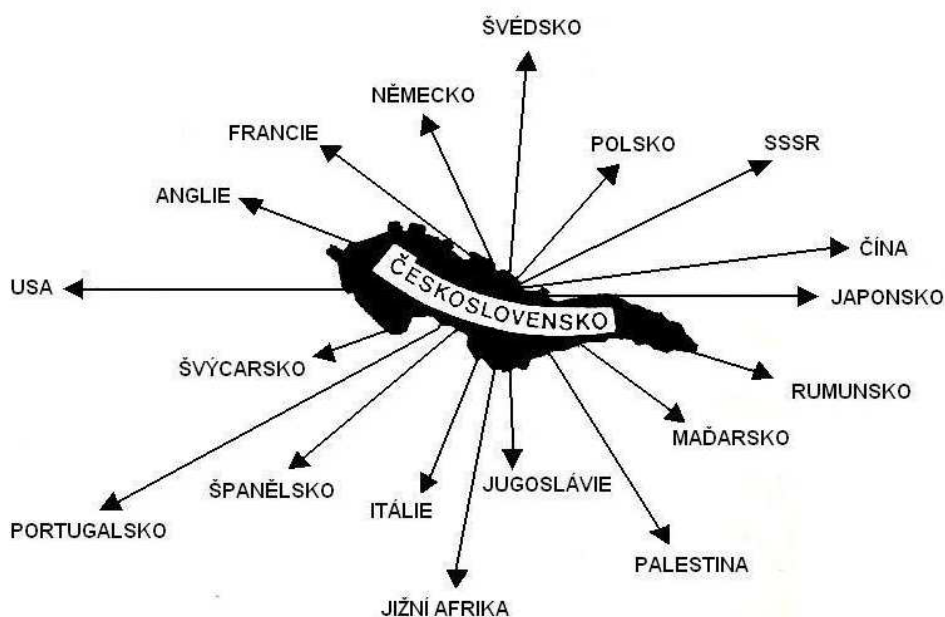 ŠVÉDSKO
NĚMECKO
FRANCIE
POLSKO
SSSR
ANGLIE
ČÍNA
ČESKOSLOVENSKO
USA
JAPONSKO
ŠVÝCARSKO
RUMUNSKO
MAĎARSKO
ŠPANĚLSKO
JUGOSLÁVIE
ITÁLIE
PORTUGALSKO
PALESTINA
JIŽNÍ AFRIKA